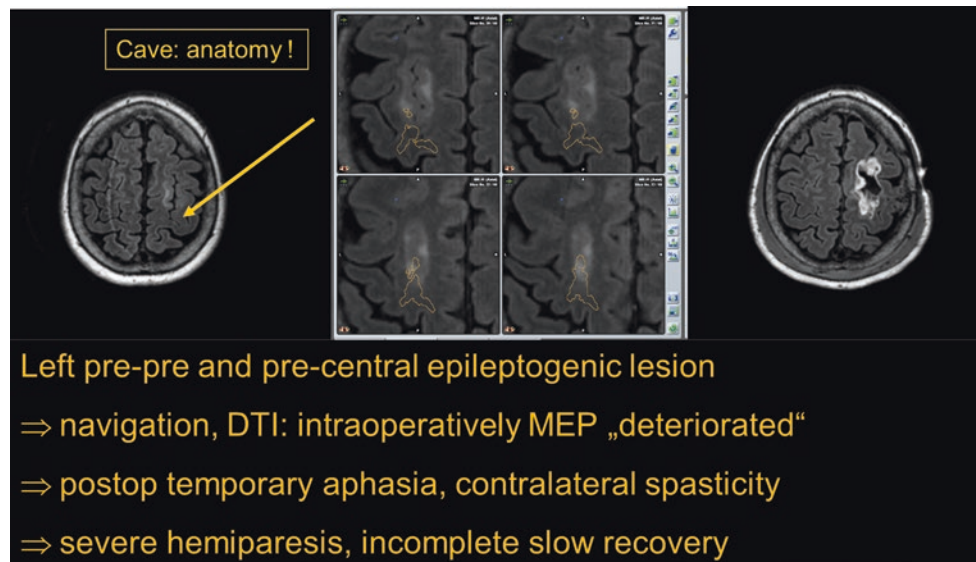 Cave: anatomy !
Left pre-pre and pre-central epileptogenic lesion
⇒ navigation, DTI: intraoperatively MEP „deteriorated“
⇒ postop temporary aphasia, contralateral spasticity
⇒ severe hemiparesis, incomplete slow recovery